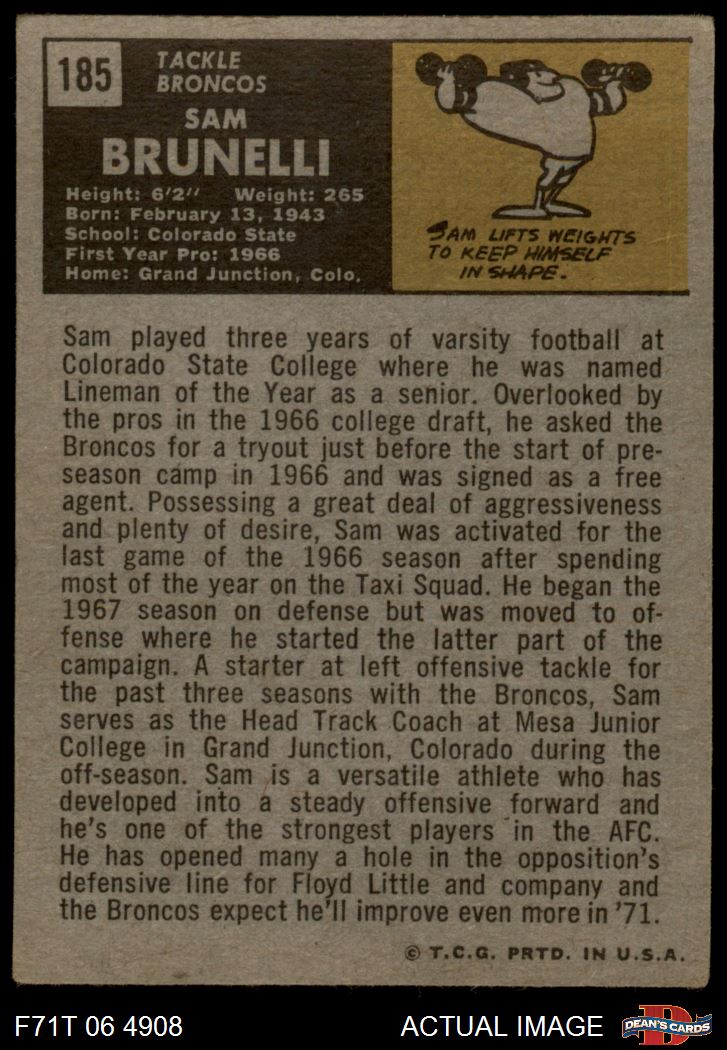 185
TACKLE
BRONCOS
SAM
BRUNELLI
Height: 6'2" Weight: 265
Born: February 13, 1943
School: Colorado State
First Year Pro: 1966
Home: Grand Junction, Colo.
SAM LIFTS WEIGHTS
TO KEEP HIMSELF
IN SHAPE.
Sam played three years of varsity football at
Colorado State College where he was named
Lineman of the Year as a senior. Overlooked by
the pros in the 1966 college draft, he asked the
Broncos for a tryout just before the start of pre-
season camp in 1966 and was signed as a free
agent. Possessing a great deal of aggressiveness
and plenty of desire, Sam was activated for the
last game of the 1966 season after spending
most of the year on the Taxi Squad. He began the
1967 season on defense but was moved to of-
fense where he started the latter part of the
campaign. A starter at left offensive tackle for
the past three seasons with the Broncos, Sam
serves as the Head Track Coach at Mesa Junior
College in Grand Junction, Colorado during the
off-season. Sam is a versatile athlete who has
developed into a steady offensive forward and
he's one of the strongest players in the AFC.
He has opened many a hole in the opposition's
defensive line for Floyd Little and company and
the Broncos expect he'll improve even more in '71.
© T.C.G. PRTD. IN U.S.A.
F71T 06 4908
ACTUAL IMAGE
D
DEAN'S CARDS